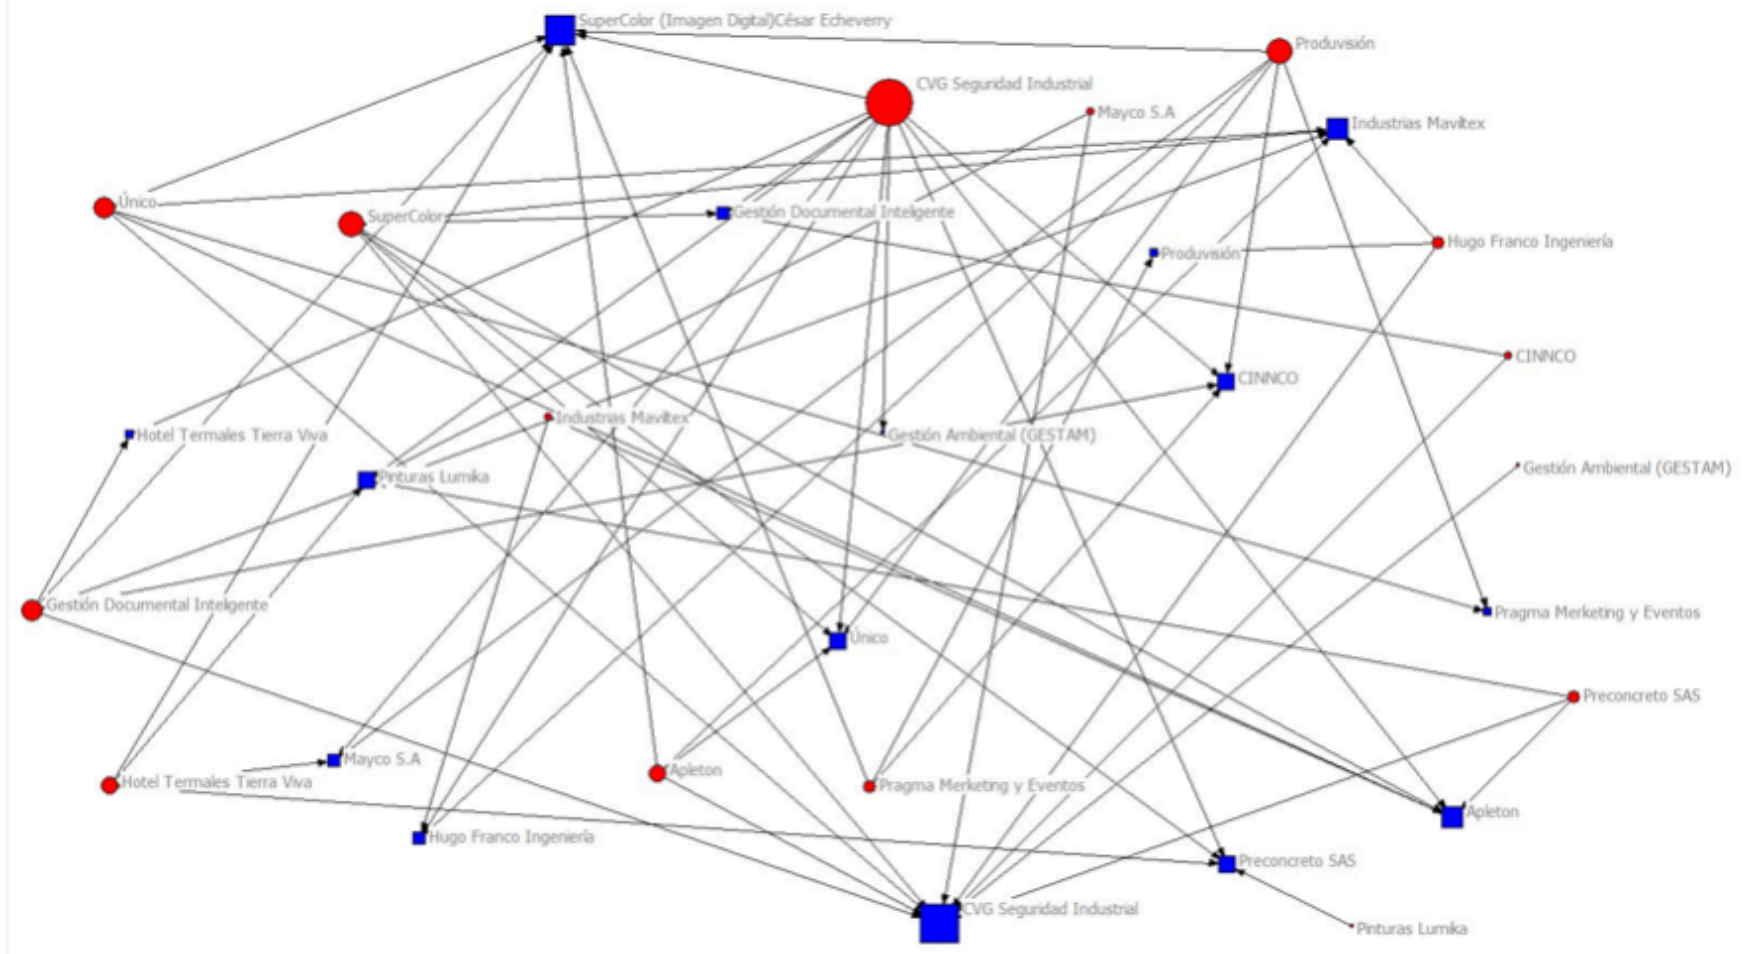 SuperColor (Imagen Digital)César Echeverry
Produvisión
CVG Seguridad Industrial
Mayco S.A
Industrias Maviltex
Único
SuperColor
Gestión Documental Inteligente
Hugo Franco Ingeniería
Produvisión
CINNCO
CINNCO
Industrias Maviltex
Hotel Termales Tierra Viva
Gestión Ambiental (GESTAM)
Gestión Ambiental (GESTAM)
Pinturas Lumika
Gestión Documental Inteligente
Pragma Merketing y Eventos
Único
Preconcreto SAS
Mayco S.A
Apleton
Hotel Termales Tierra Viva
Pragma Merketing y Eventos
Apleton
Hugo Franco Ingeniería
Preconcreto SAS
CVG Seguridad Industrial
Pinturas Lumika